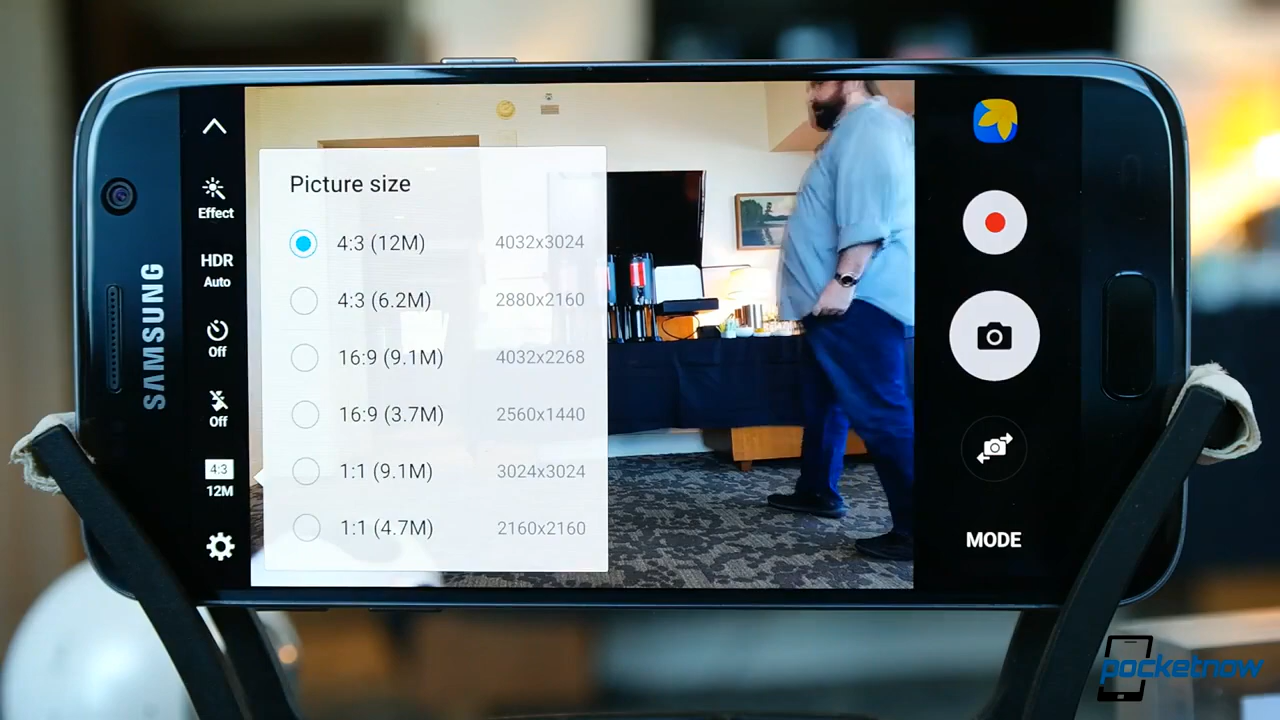 SAMSUNG
Effect
HDR
Auto
Off
Off
4:3
12M
Picture size
4:3 (12M) 4032x3024
4:3 (6.2M) 2880x2160
16:9 (9.1M) 4032x2268
16:9 (3.7M) 2560x1440
1:1 (9.1M) 3024x3024
1:1 (4.7M) 2160x2160
MODE
pocketnow